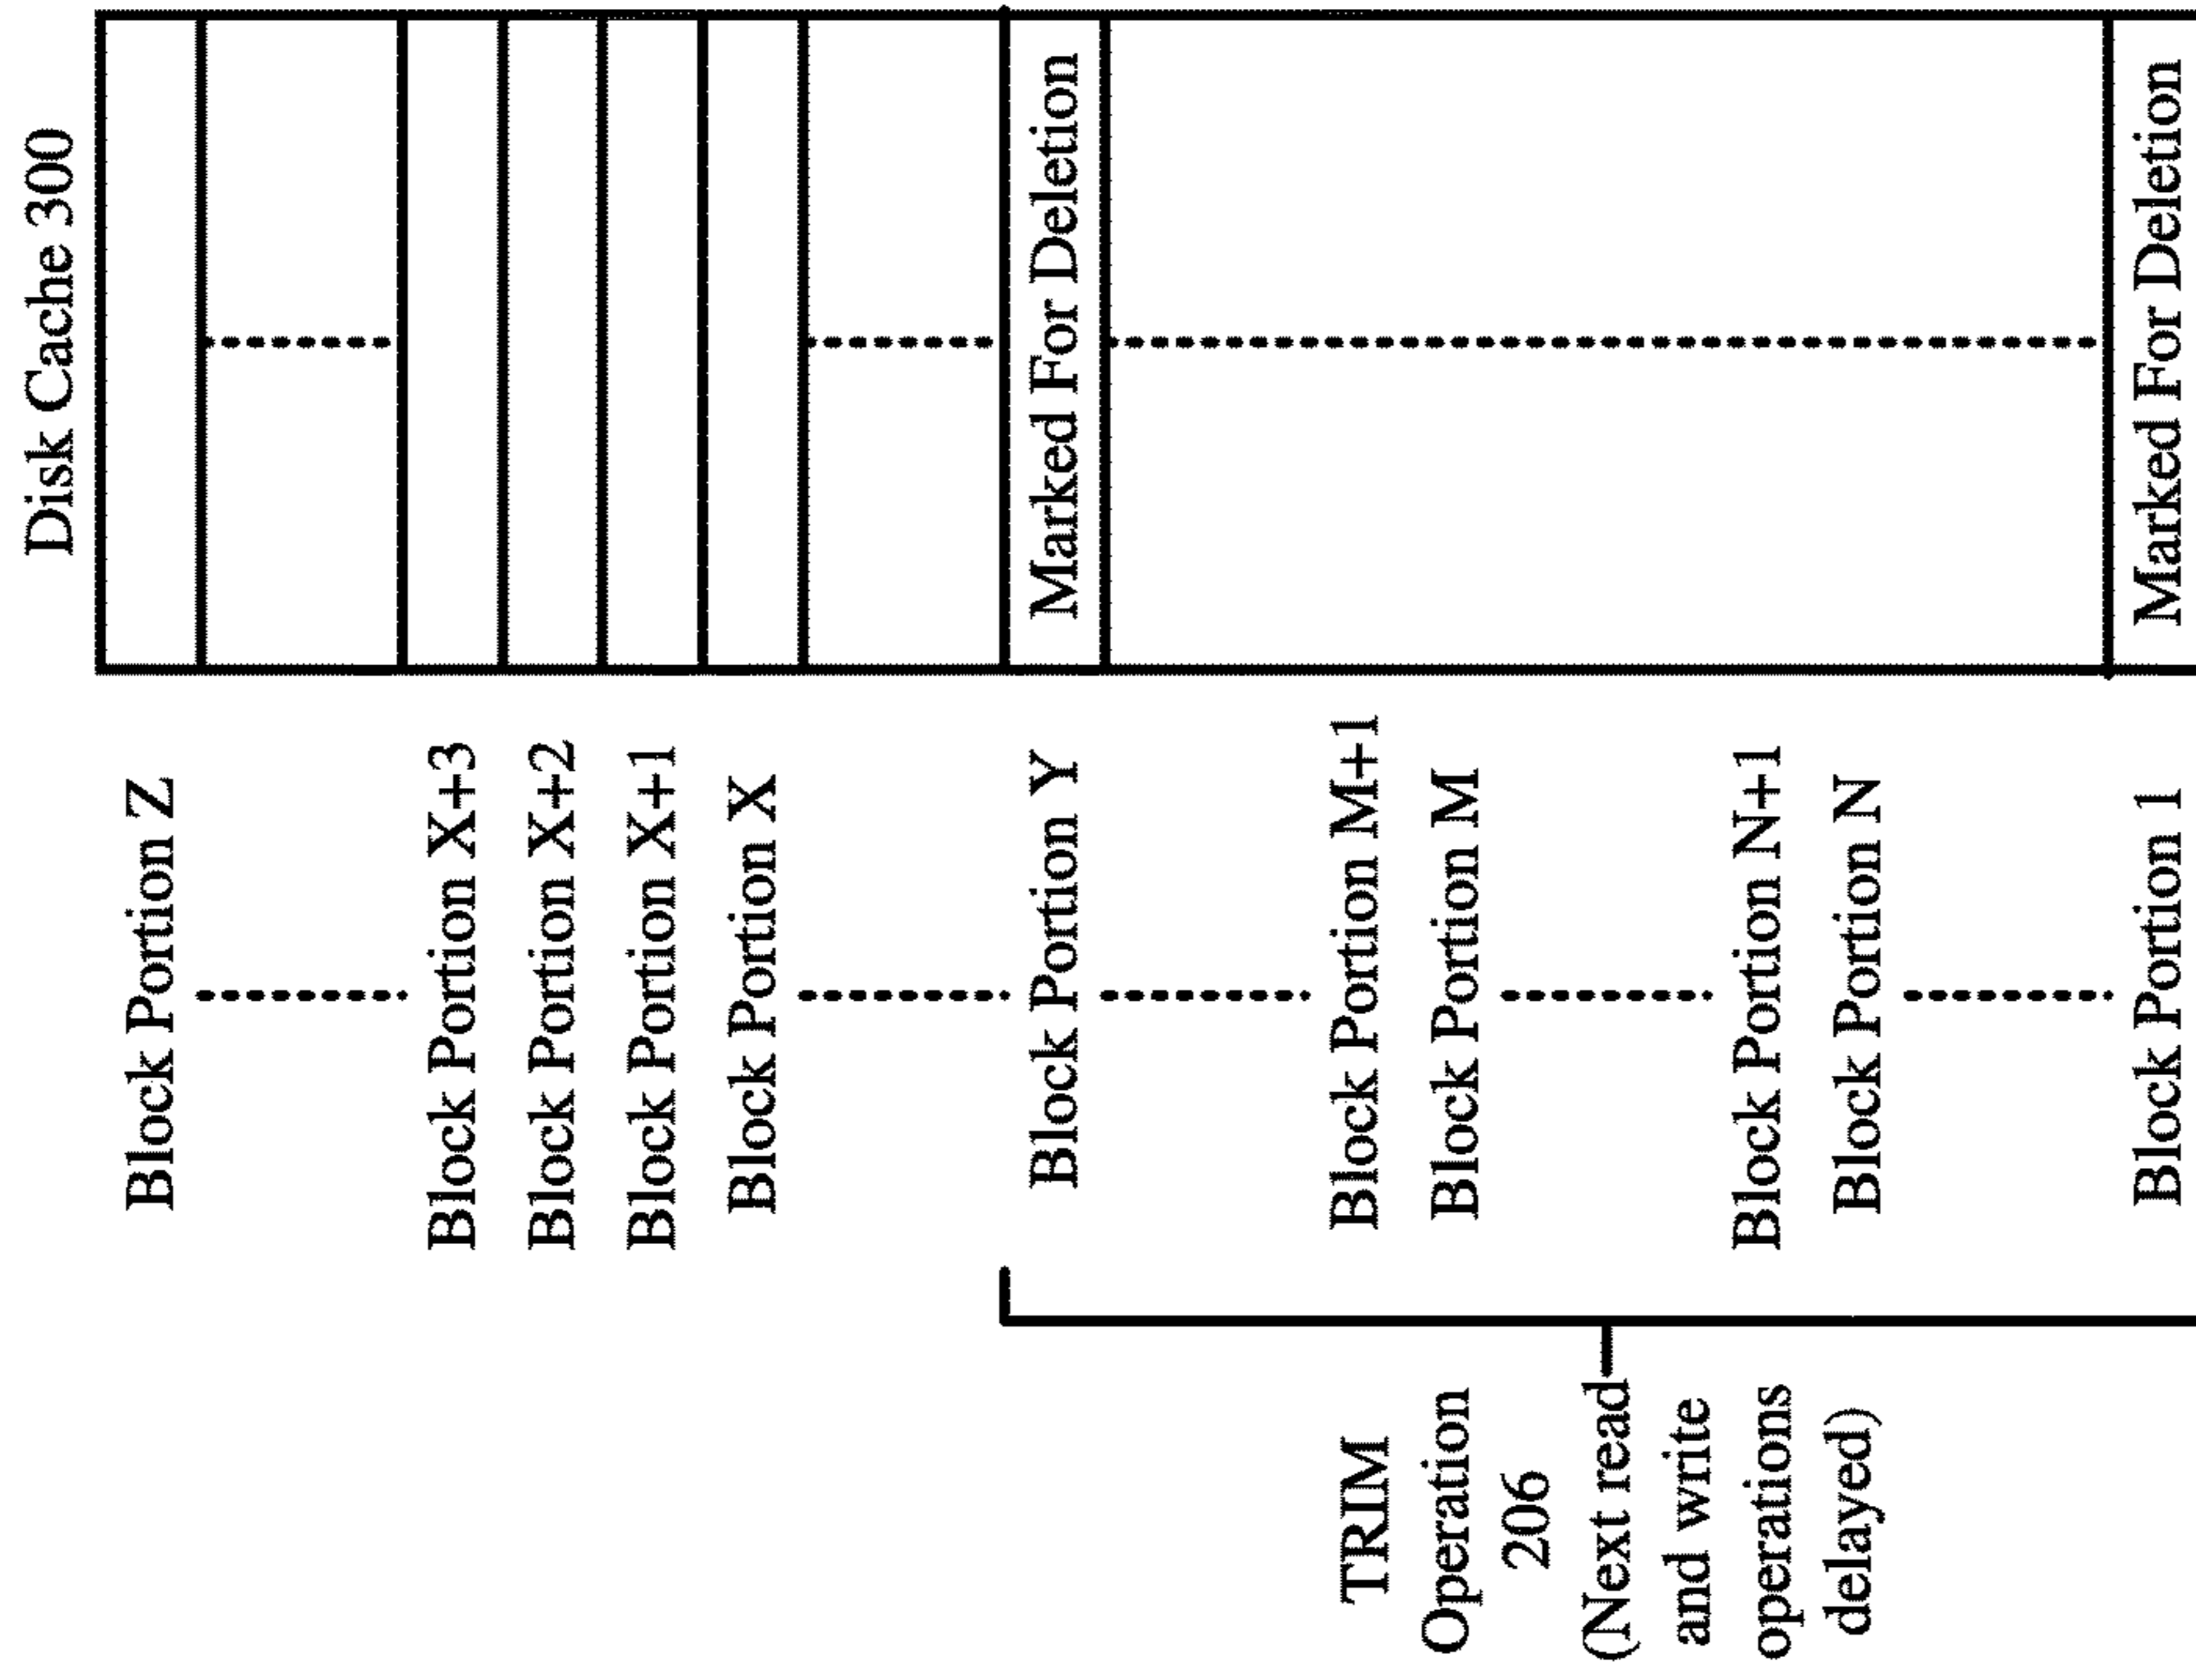 Disk Cache 300
Block Portion Z
Block Portion X+3
Block Portion X+2
Block Portion X+1
Block Portion X
Block Portion Y
Marked For Deletion
Block Portion M+1
Block Portion M
Block Portion N+1
Block Portion N
Block Portion 1
Marked For Deletion
TRIM
Operation
206
(Next read
and write
operations
delayed)